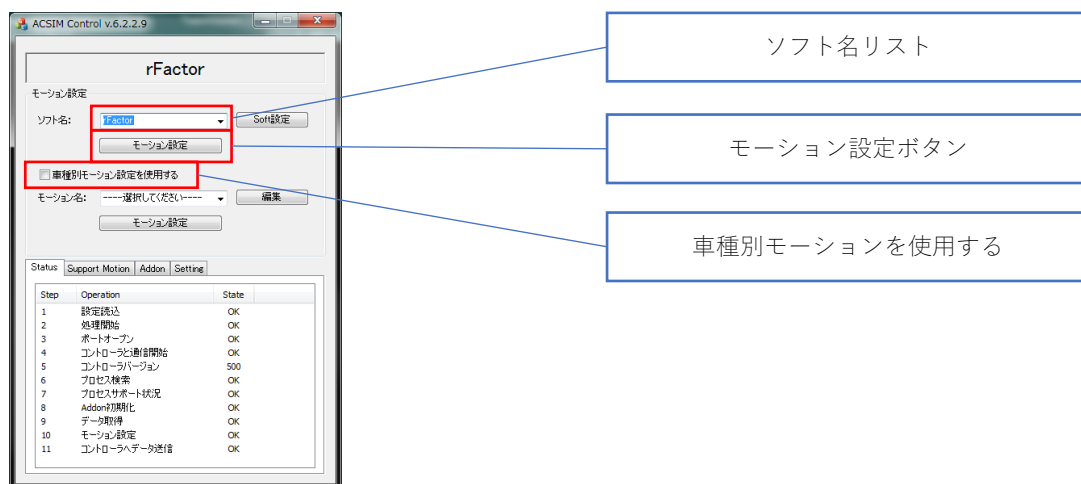 ACSIM Control v.6.2.2.9
rFactor
モーション設定
ソフト名: rFactor Soft設定
モーション設定
車種別モーション設定を使用する
モーション名: ----選択してください---- 編集
モーション設定
Status Support Motion Addon Setting
Step Operation State
1 設定読込 OK
2 処理開始 OK
3 ポートオープン OK
4 コントローラと通信開始 OK
5 コントローラバージョン 500
6 プロセス検索 OK
7 プロセスサポート状況 OK
8 Addon初期化 OK
9 データ取得 OK
10 モーション設定 OK
11 コントローラへデータ送信 OK
ソフト名リスト
モーション設定ボタン
車種別モーションを使用する